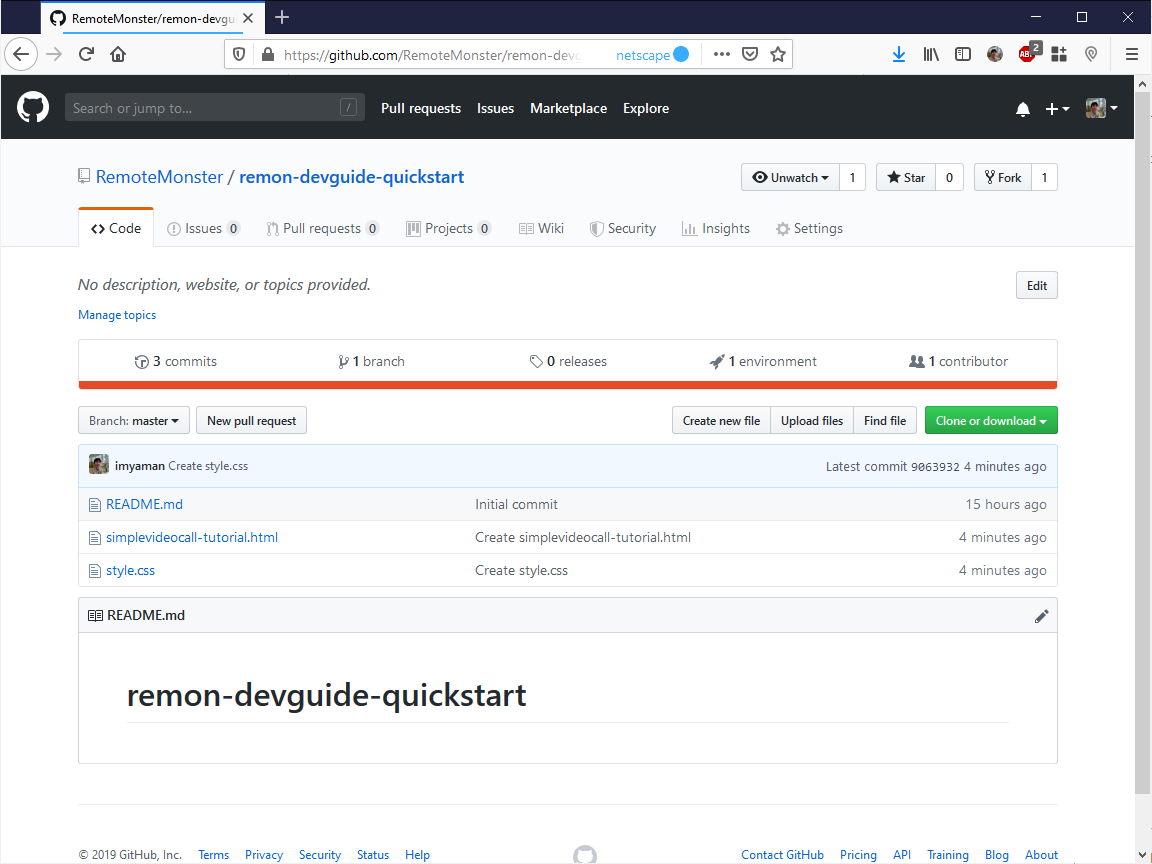 RemoteMonster/remon-devgu
https://github.com/RemoteMonster/remon-devg netscape
ABP 2
Search or jump to... / Pull requests Issues Marketplace Explore
RemoteMonster / remon-devguide-quickstart Unwatch 1 Star 0 Fork 1
Code Issues 0 Pull requests 0 Projects 0 Wiki Security Insights Settings
No description, website, or topics provided. Edit
Manage topics
3 commits 1 branch 0 releases 1 environment 1 contributor
Branch: master New pull request Create new file Upload files Find file Clone or download
imyaman Create style.css Latest commit 9063932 4 minutes ago
README.md Initial commit 15 hours ago
simplevideocall-tutorial.html Create simplevideocall-tutorial.html 4 minutes ago
style.css Create style.css 4 minutes ago
README.md
remon-devguide-quickstart
© 2019 GitHub, Inc. Terms Privacy Security Status Help Contact GitHub Pricing API Training Blog About